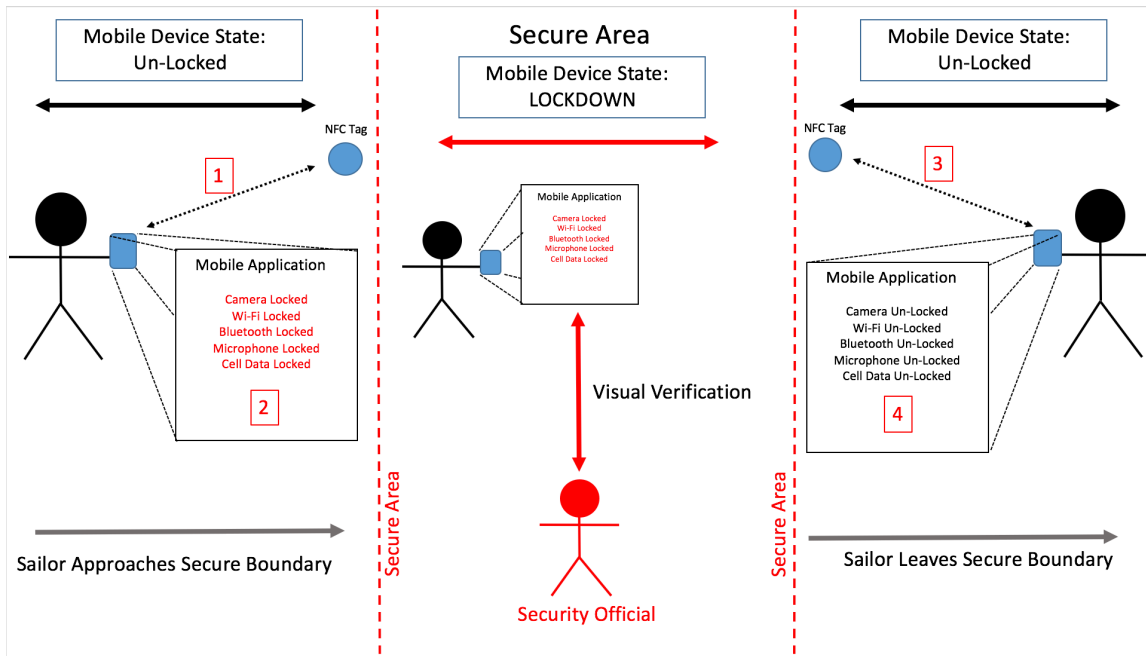 Mobile Device State:
Un-Locked
NFC Tag
1
Mobile Application
Camera Locked
Wi-Fi Locked
Bluetooth Locked
Microphone Locked
Cell Data Locked
2
Sailor Approaches Secure Boundary
Secure Area
Secure Area
Mobile Device State:
LOCKDOWN
Mobile Application
Camera Locked
Wi-Fi Locked
Bluetooth Locked
Microphone Locked
Cell Data Locked
Visual Verification
Security Official
Secure Area
Mobile Device State:
Un-Locked
NFC Tag
3
Mobile Application
Camera Un-Locked
Wi-Fi Un-Locked
Bluetooth Un-Locked
Microphone Un-Locked
Cell Data Un-Locked
4
Sailor Leaves Secure Boundary